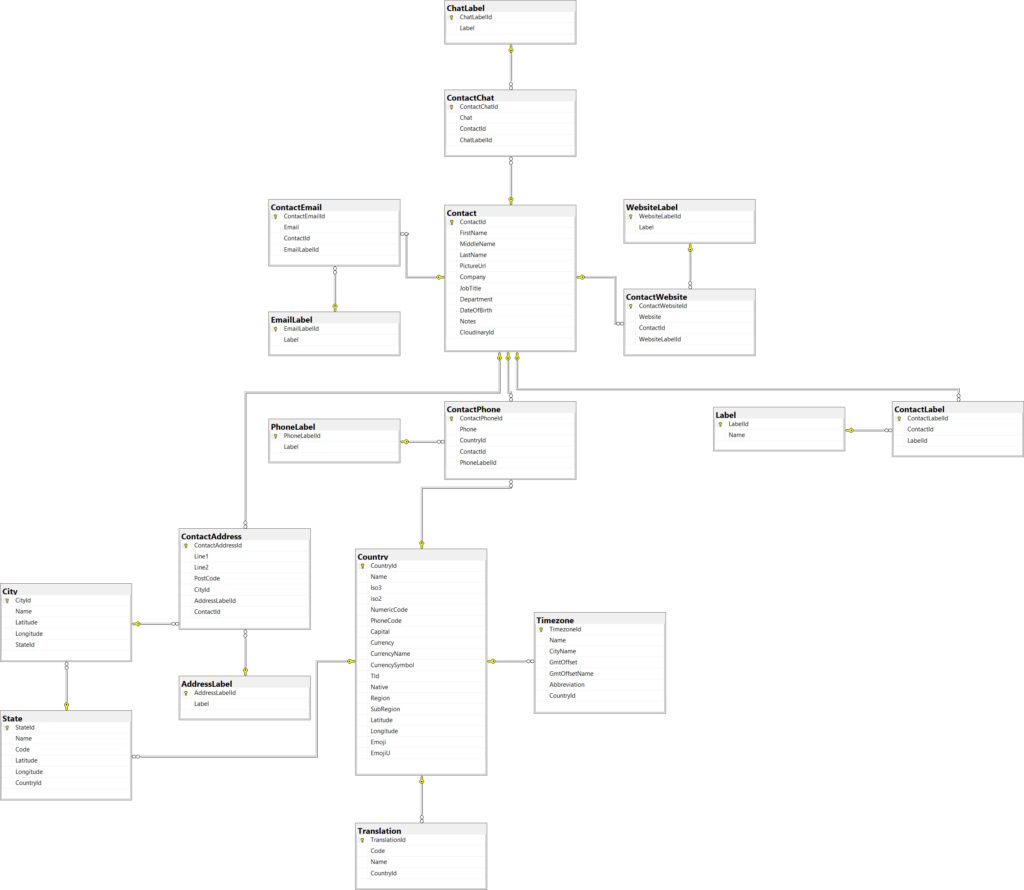 ChatLabel
ChatLabelId
Label
ContactChat
ContactChatId
Chat
ContactId
ChatLabelId
ContactEmail
ContactEmailId
Email
ContactId
EmailLabelId
Contact
ContactId
FirstName
MiddleName
LastName
PictureUrl
Company
JobTitle
Department
DateOfBirth
Notes
CloudinaryId
WebsiteLabel
WebsiteLabelId
Label
ContactWebsite
ContactWebsiteId
Website
ContactId
WebsiteLabelId
EmailLabel
EmailLabelId
Label
PhoneLabel
PhoneLabelId
Label
ContactPhone
ContactPhoneId
Phone
CountryId
ContactId
PhoneLabelId
Label
LabelId
Name
ContactLabel
ContactLabelId
ContactId
LabelId
ContactAddress
ContactAddressId
Line1
Line2
PostCode
CityId
AddressLabelId
ContactId
City
CityId
Name
Latitude
Longitude
StateId
Country
CountryId
Name
Iso3
iso2
NumericCode
PhoneCode
Capital
Currency
CurrencyName
CurrencySymbol
Tld
Native
Region
SubRegion
Latitude
Longitude
Emoji
EmojiU
Timezone
TimezoneId
Name
CityName
GmtOffset
GmtOffsetName
Abbreviation
CountryId
AddressLabel
AddressLabelId
Label
State
StateId
Name
Code
Latitude
Longitude
CountryId
Translation
TranslationId
Code
Name
CountryId